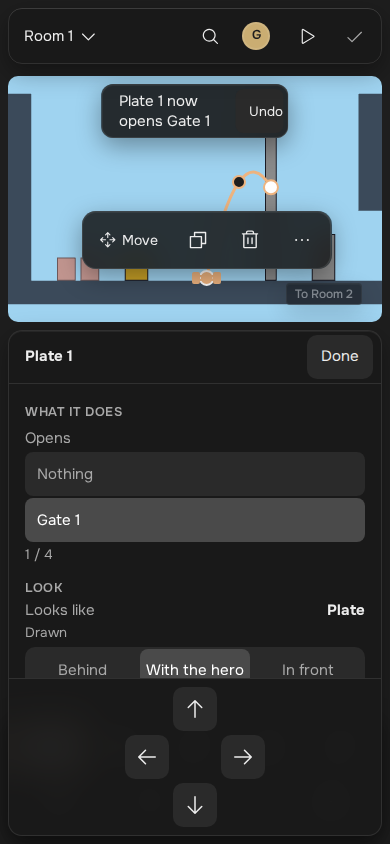 Room 1
G
Plate 1 now
opens Gate 1
Undo
Move
To Room 2
Plate 1
Done
WHAT IT DOES
Opens
Nothing
Gate 1
1 / 4
LOOK
Looks like
Plate
Drawn
Behind
With the hero
In front